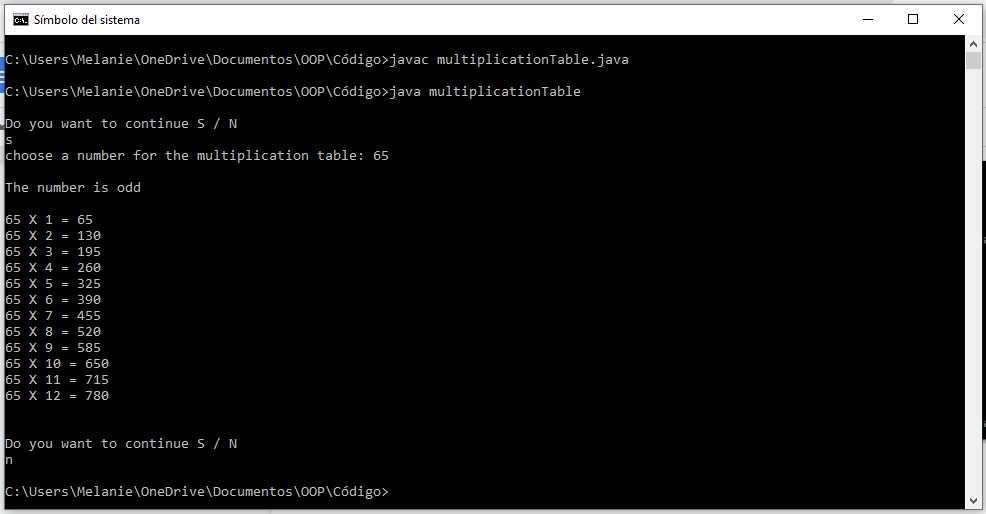 Símbolo del sistema
C:\Users\Melanie\OneDrive\Documentos\OOP\Código>javac multiplicationTable.java
C:\Users\Melanie\OneDrive\Documentos\OOP\Código>java multiplicationTable
Do you want to continue S / N
s
choose a number for the multiplication table: 65
The number is odd
65 X 1 = 65
65 X 2 = 130
65 X 3 = 195
65 X 4 = 260
65 X 5 = 325
65 X 6 = 390
65 X 7 = 455
65 X 8 = 520
65 X 9 = 585
65 X 10 = 650
65 X 11 = 715
65 X 12 = 780
Do you want to continue S / N
n
C:\Users\Melanie\OneDrive\Documentos\OOP\Código>